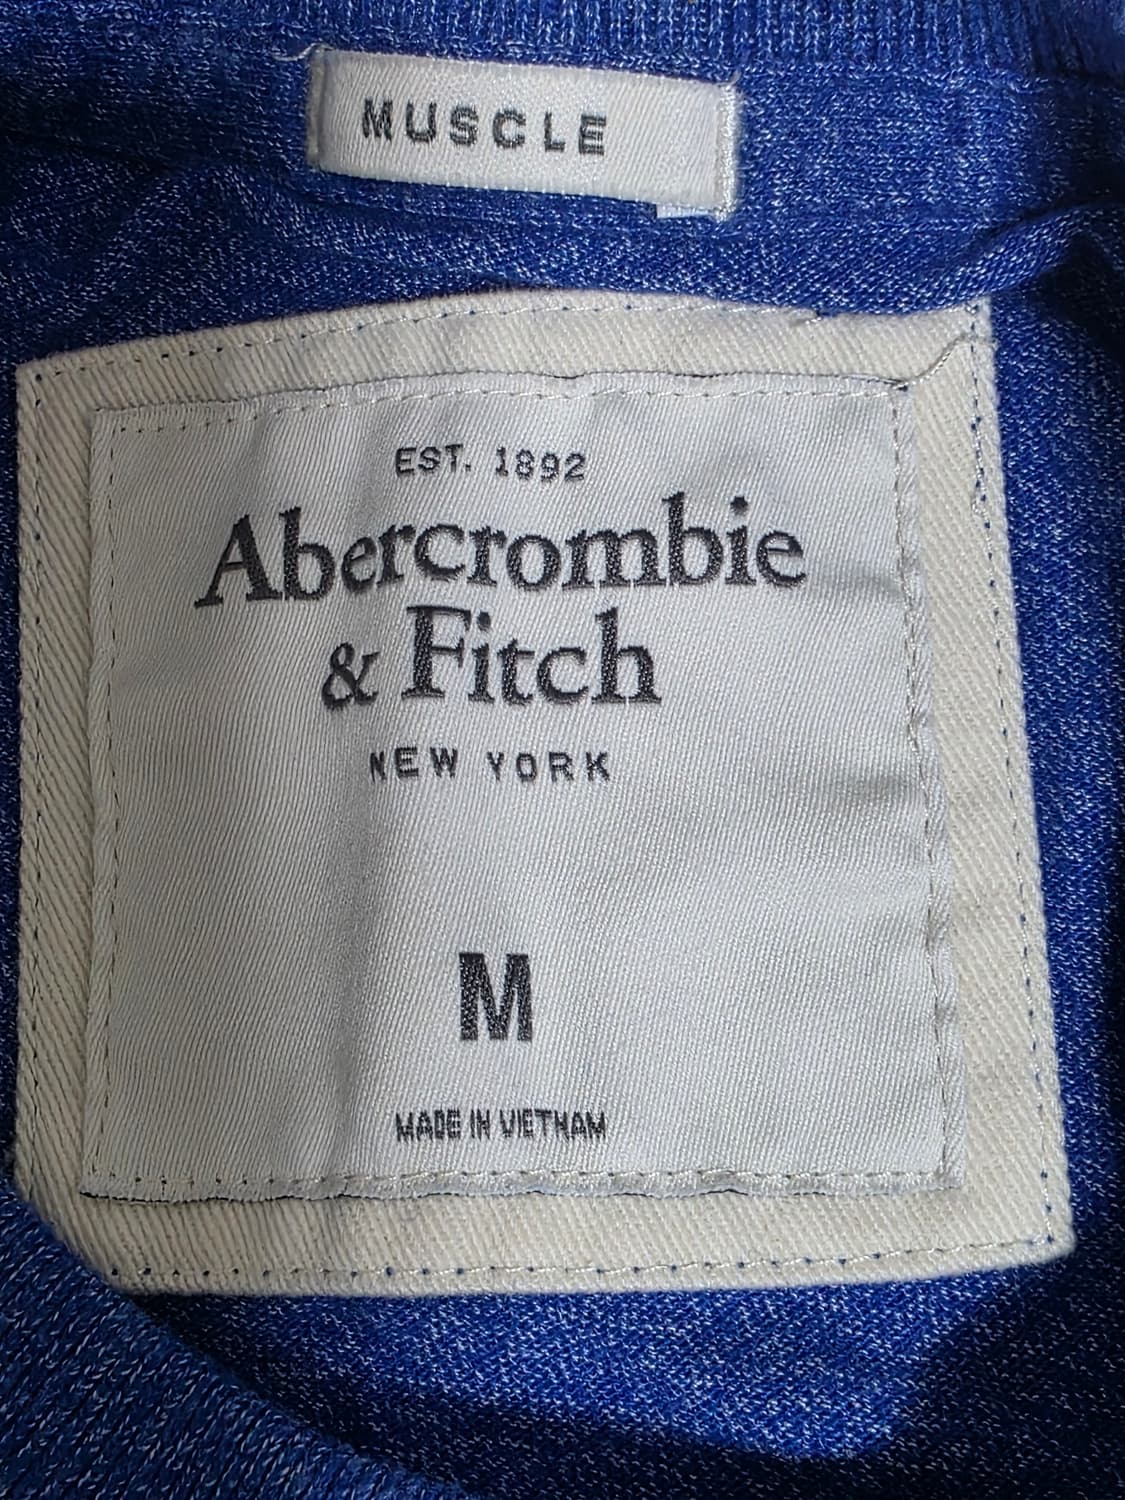 MUSCLE
EST. 1892
Abercrombie
& Fitch
NEW YORK
M
MADE IN VIETNAM